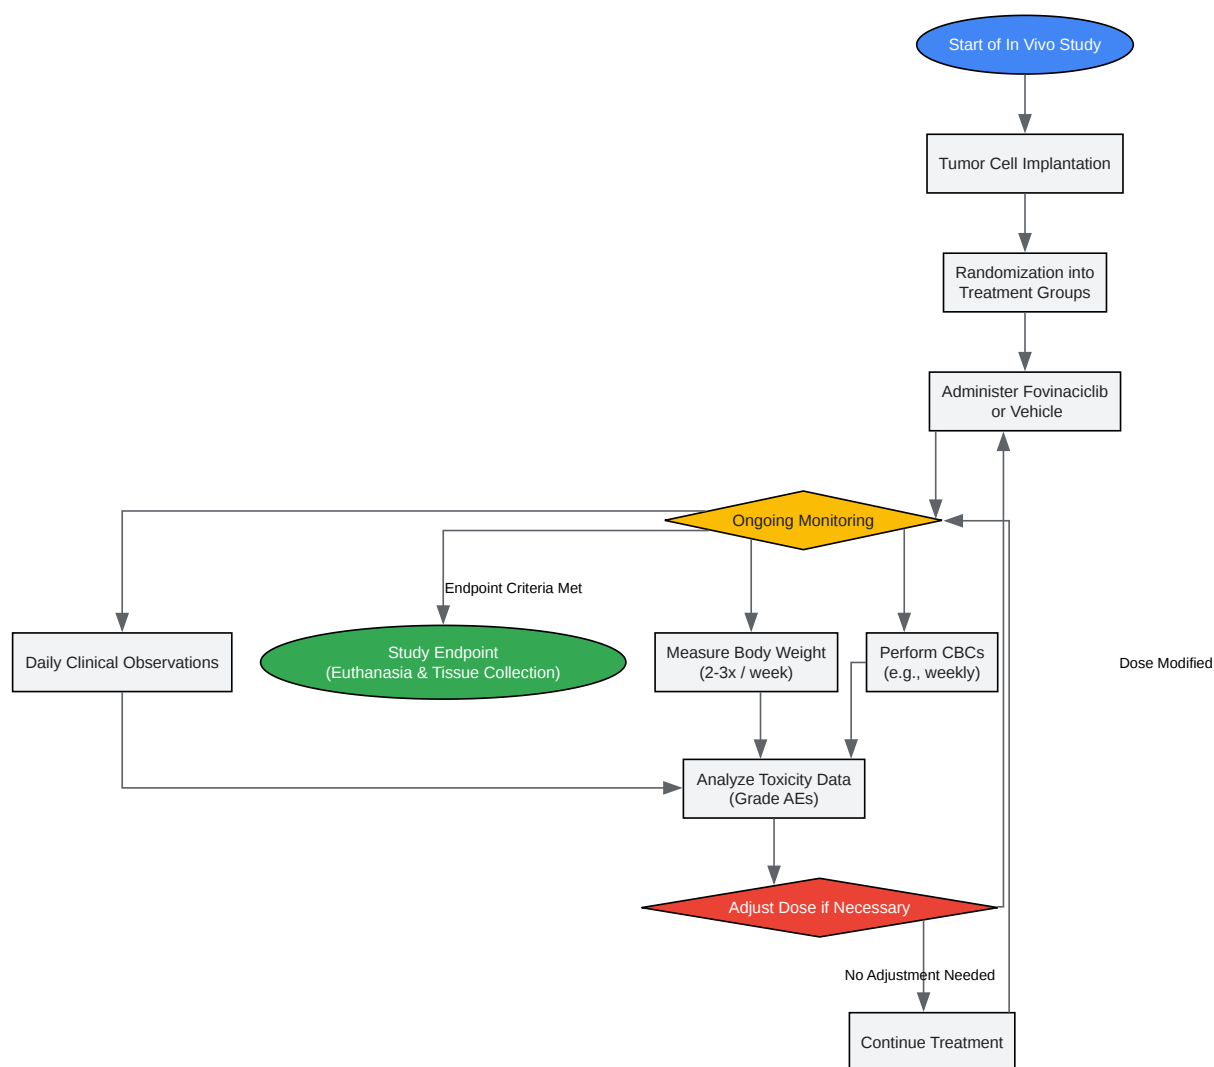 Start of In Vivo Study
Tumor Cell Implantation
Randomization into
Treatment Groups
Administer Fovinaciclib
or Vehicle
Ongoing Monitoring
Endpoint Criteria Met
Daily Clinical Observations
Study Endpoint
(Euthanasia & Tissue Collection)
Measure Body Weight
(2-3x / week)
Perform CBCs
(e.g., weekly)
Dose Modified
Analyze Toxicity Data
(Grade AEs)
Adjust Dose if Necessary
No Adjustment Needed
Continue Treatment